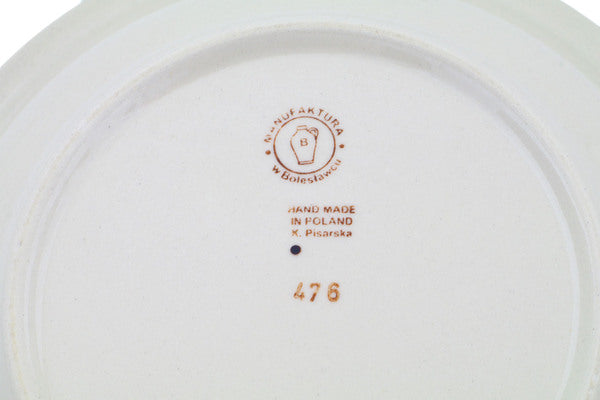 MANUFAKTURA
B
w Bolesławcu
HAND MADE
IN POLAND
K. Pisarska
476